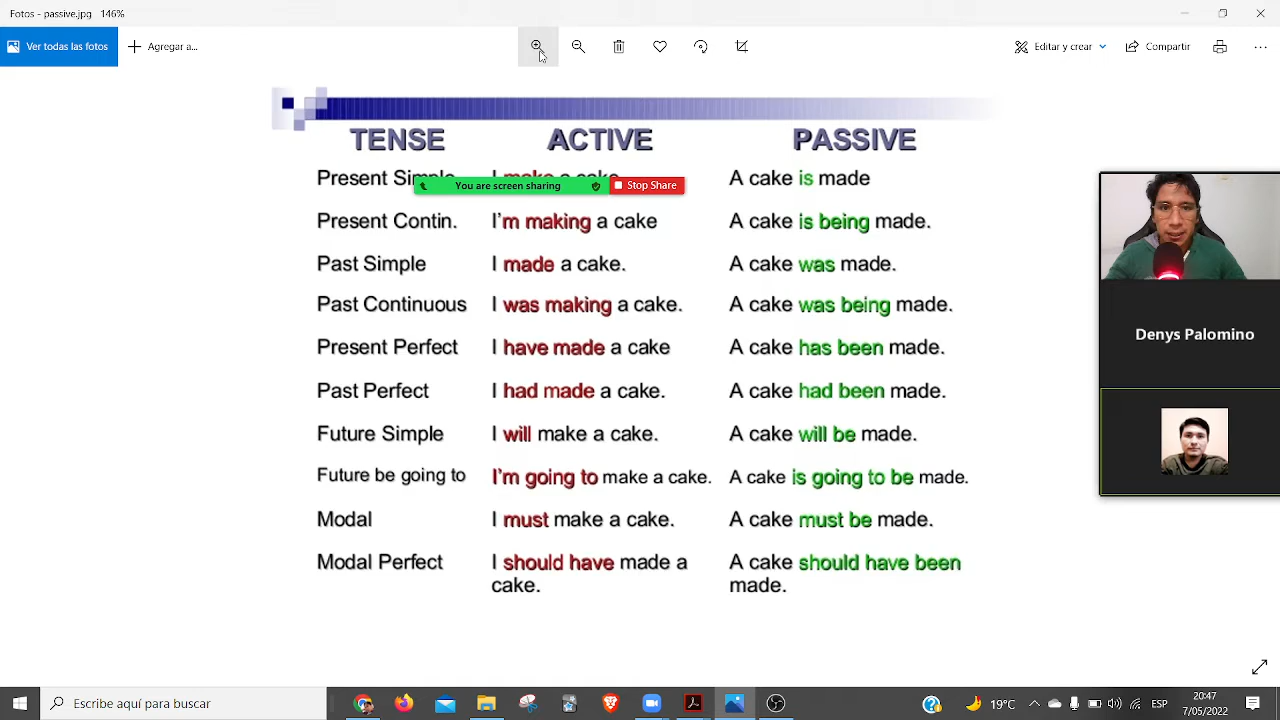 Fotos - passive.jpg   146%
Ver todas las fotos
Agregar a...
Editar y crear
Compartir
TENSE ACTIVE PASSIVE
Present Simple I make a cake A cake is made
You are screen sharing Stop Share
Present Contin. I'm making a cake A cake is being made.
Past Simple I made a cake. A cake was made.
Past Continuous I was making a cake. A cake was being made.
Present Perfect I have made a cake A cake has been made.
Past Perfect I had made a cake. A cake had been made.
Future Simple I will make a cake. A cake will be made.
Future be going to I'm going to make a cake. A cake is going to be made.
Modal I must make a cake. A cake must be made.
Modal Perfect I should have made a A cake should have been
cake. made.
Denys Palomino
Escribe aquí para buscar
19°C
ESP
20:47
7/05/2022